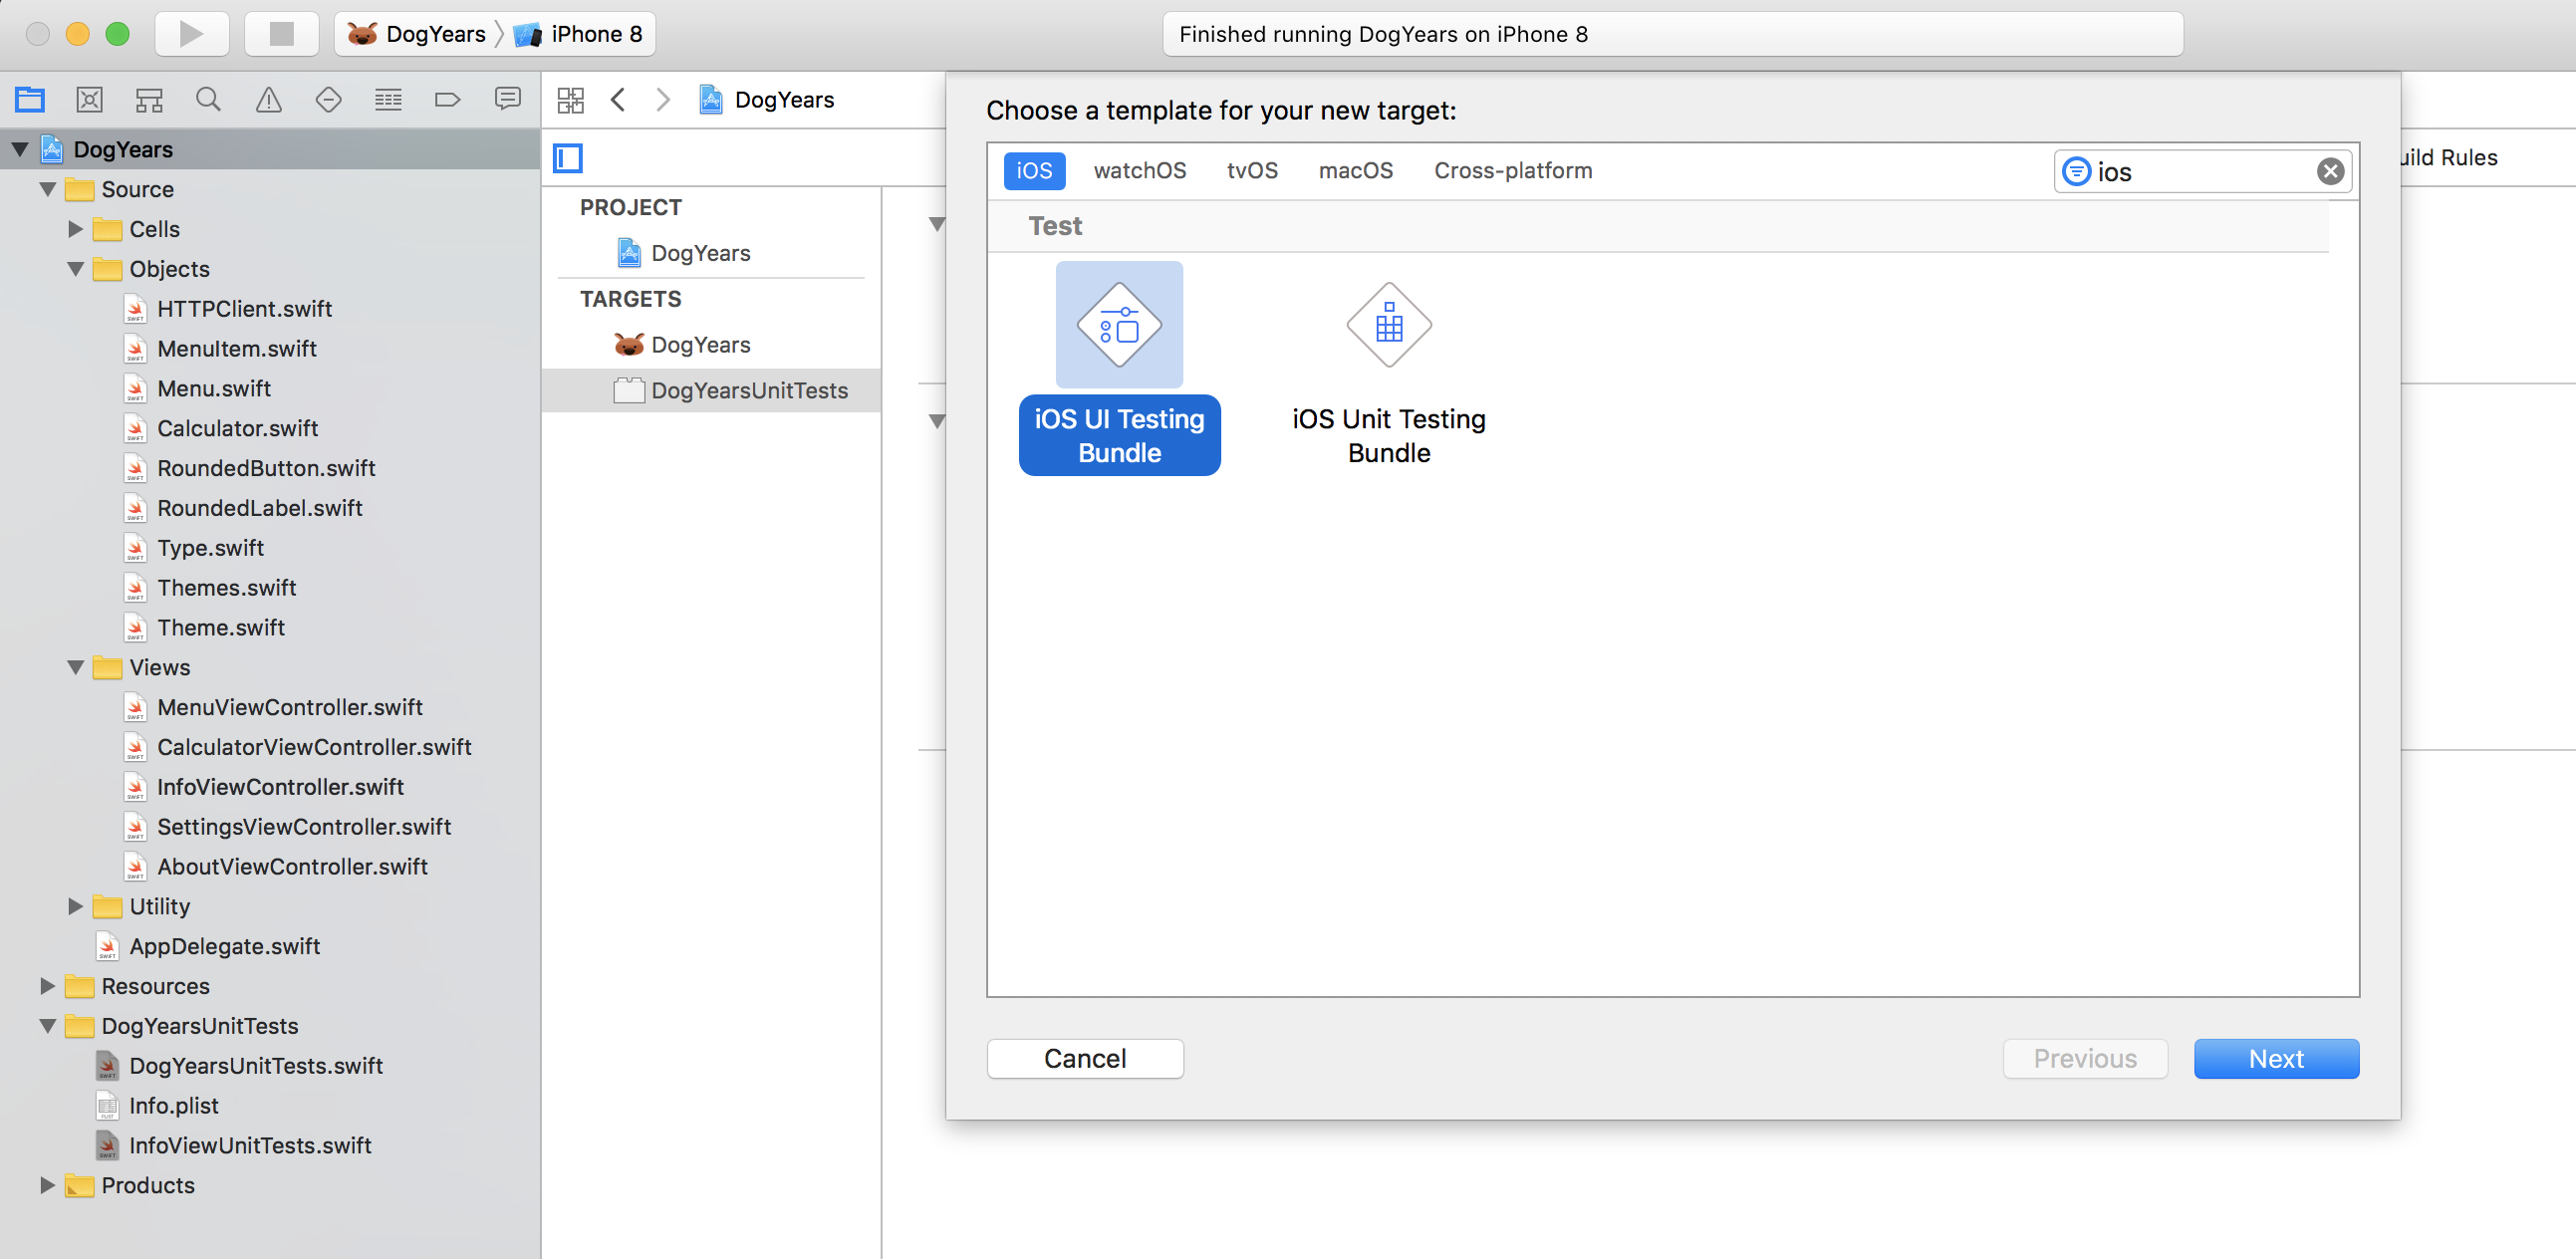 DogYears
iPhone 8
Finished running DogYears on iPhone 8
DogYears
Source
Cells
Objects
HTTPClient.swift
MenuItem.swift
Menu.swift
Calculator.swift
RoundedButton.swift
RoundedLabel.swift
Type.swift
Themes.swift
Theme.swift
Views
MenuViewController.swift
CalculatorViewController.swift
InfoViewController.swift
SettingsViewController.swift
AboutViewController.swift
Utility
AppDelegate.swift
Resources
DogYearsUnitTests
DogYearsUnitTests.swift
Info.plist
InfoViewUnitTests.swift
Products
DogYears
PROJECT
DogYears
TARGETS
DogYears
DogYearsUnitTests
Choose a template for your new target:
iOS
watchOS
tvOS
macOS
Cross-platform
ios
Test
iOS UI Testing
Bundle
iOS Unit Testing
Bundle
Cancel
Previous
Next
uild Rules